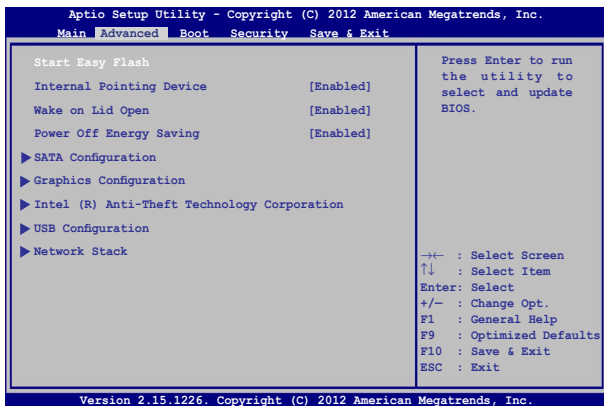 Aptio Setup Utility - Copyright (C) 2012 American Megatrends, Inc.
Main Advanced Boot Security Save & Exit
Start Easy Flash
Internal Pointing Device [Enabled]
Wake on Lid Open [Enabled]
Power Off Energy Saving [Enabled]
SATA Configuration
Graphics Configuration
Intel (R) Anti-Theft Technology Corporation
USB Configuration
Network Stack
Press Enter to run
the utility to
select and update
BIOS.
→← : Select Screen
↑↓ : Select Item
Enter: Select
+/— : Change Opt.
F1 : General Help
F9 : Optimized Defaults
F10 : Save & Exit
ESC : Exit
Version 2.15.1226. Copyright (C) 2012 American Megatrends, Inc.